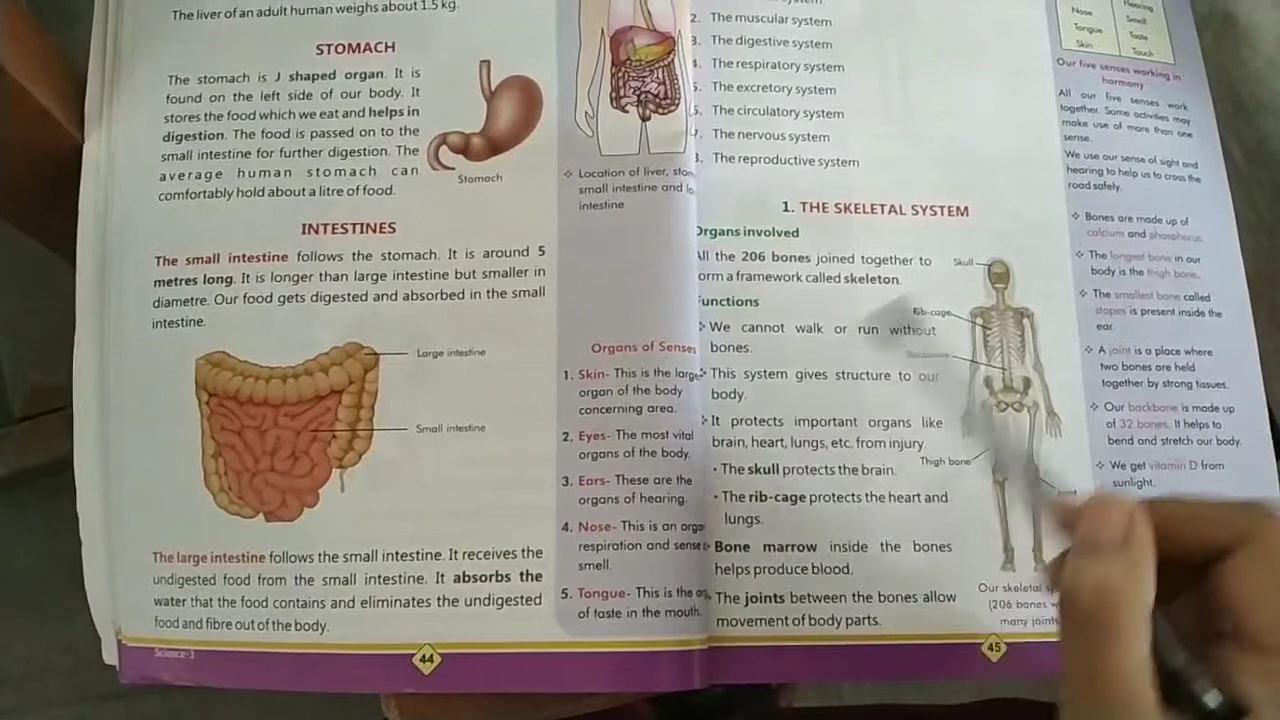 The liver of an adult human weighs about 1.5 kg.
STOMACH
The stomach is J shaped organ. It is
found on the left side of our body. It
stores the food which we eat and helps in
digestion. The food is passed on to the
small intestine for further digestion. The
average human stomach can
comfortably hold about a litre of food.
Stomach
INTESTINES
The small intestine follows the stomach. It is around 5
metres long. It is longer than large intestine but smaller in
diametre. Our food gets digested and absorbed in the small
intestine.
Large intestine
Small intestine
The large intestine follows the small intestine. It receives the
undigested food from the small intestine. It absorbs the
water that the food contains and eliminates the undigested
food and fibre out of the body.
Science-3
44
Location of liver,
small intestine and
intestine
Organs of Senses
1. Skin- This is the
organ of the body
concerning area.
2. Eyes- The most vital
organs of the body.
3. Ears- These are the
organs of hearing.
4. Nose- This is an
respiration and
smell.
5. Tongue- This is the
of taste in the mouth.
2. The muscular system
3. The digestive system
The respiratory system
The excretory system
The circulatory system
The nervous system
The reproductive system
1. THE SKELETAL SYSTEM
Organs involved
All the 206 bones joined together to
form a framework called skeleton.
Functions
We cannot walk or run without
bones.
This system gives structure to our
body.
It protects important organs like
brain, heart, lungs, etc. from injury.
• The skull protects the brain.
• The rib-cage protects the heart and
lungs.
Bone marrow inside the bones
helps produce blood.
The joints between the bones allow
movement of body parts.
Skull
Rib-cage
Backbone
Thigh bone
Our skeletal
(206 bones
many joints
45
Nose
Tongue
Skin
Hearing
Smell
Taste
Touch
Our five senses working in
harmony
All our five senses work
together. Some activities may
make use of more than one
sense.
We use our sense of sight and
hearing to help us to cross the
road safely.
Bones are made up of
calcium and phosphorus.
The longest bone in our
body is the thigh bone.
The smallest bone called
stapes is present inside the
ear.
A joint is a place where
two bones are held
together by strong tissues.
Our backbone is made up
of 32 bones. It helps to
bend and stretch our body.
We get vitamin D from
sunlight.